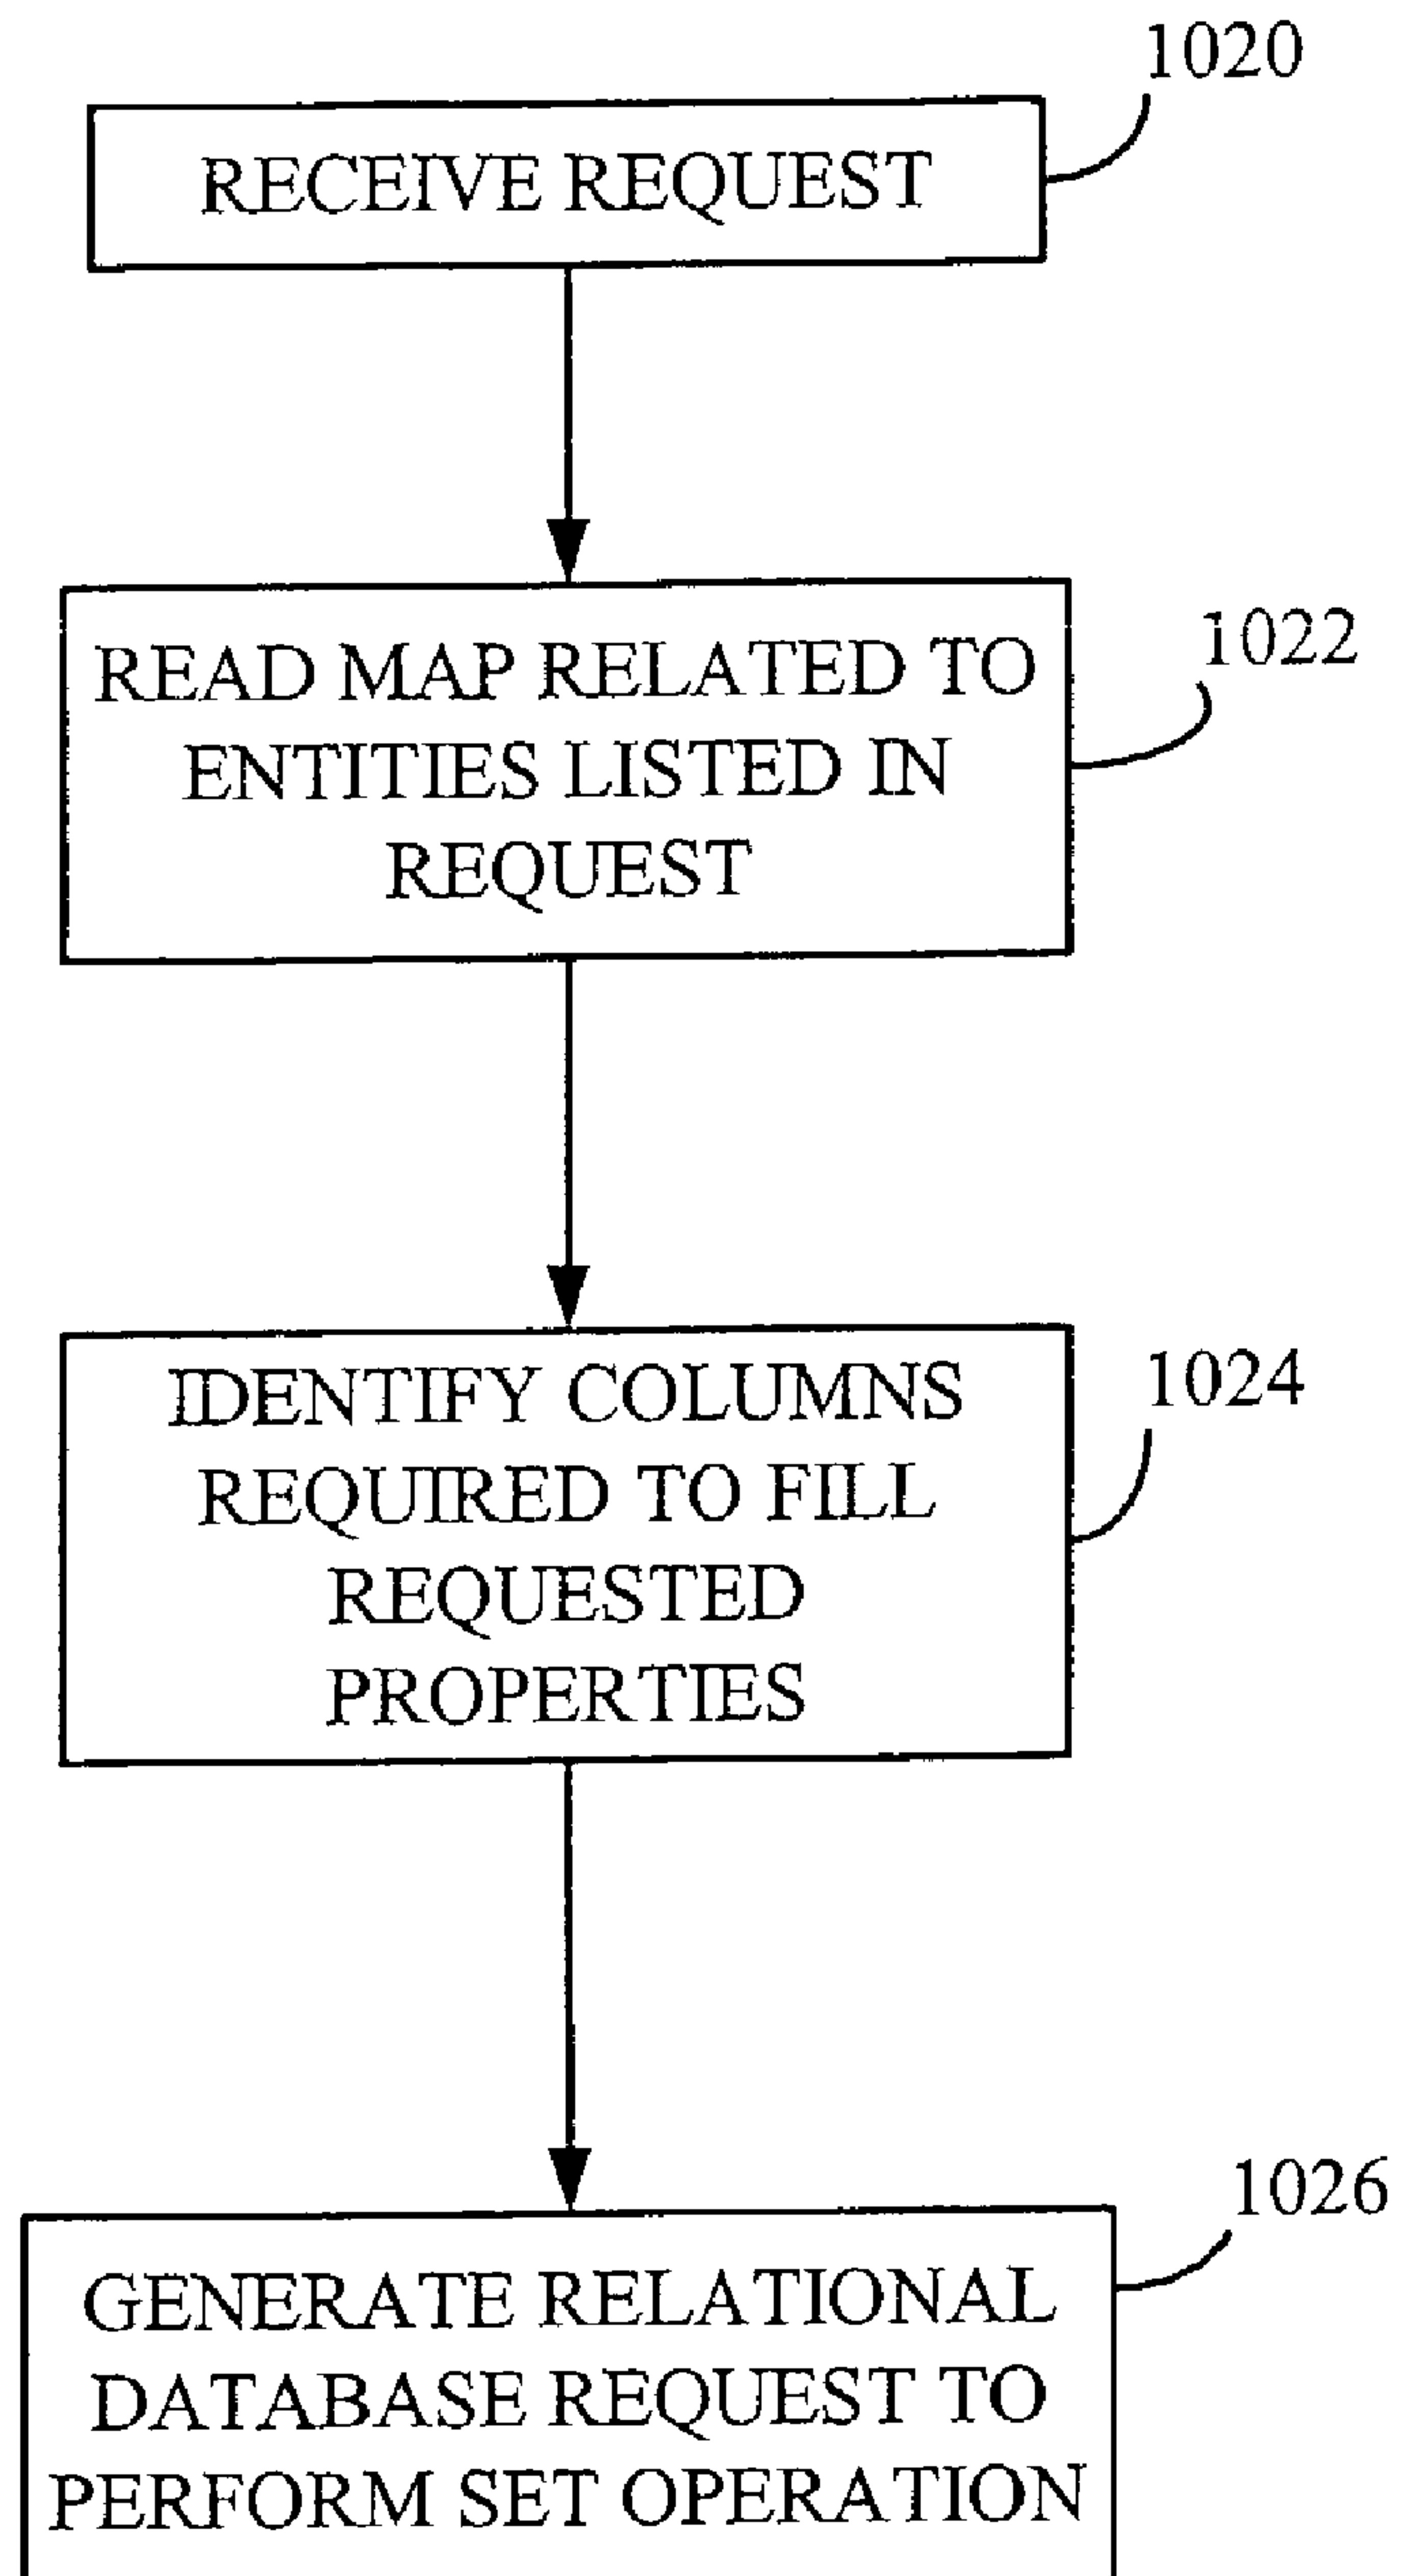 1020
RECEIVE REQUEST
1022
READ MAP RELATED TO
ENTITIES LISTED IN
REQUEST
1024
IDENTIFY COLUMNS
REQUIRED TO FILL
REQUESTED
PROPERTIES
1026
GENERATE RELATIONAL
DATABASE REQUEST TO
PERFORM SET OPERATION